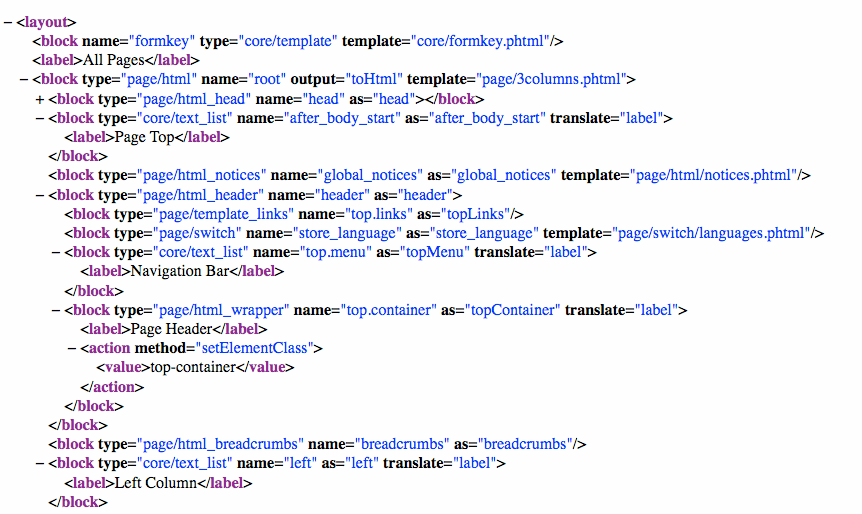 − <layout>
<block name="formkey" type="core/template" template="core/formkey.phtml"/>
<label>All Pages</label>
− <block type="page/html" name="root" output="toHtml" template="page/3columns.phtml">
+ <block type="page/html_head" name="head" as="head"></block>
− <block type="core/text_list" name="after_body_start" as="after_body_start" translate="label">
<label>Page Top</label>
</block>
<block type="page/html_notices" name="global_notices" as="global_notices" template="page/html/notices.phtml"/>
− <block type="page/html_header" name="header" as="header">
<block type="page/template_links" name="top.links" as="topLinks"/>
<block type="page/switch" name="store_language" as="store_language" template="page/switch/languages.phtml"/>
− <block type="core/text_list" name="top.menu" as="topMenu" translate="label">
<label>Navigation Bar</label>
</block>
− <block type="page/html_wrapper" name="top.container" as="topContainer" translate="label">
<label>Page Header</label>
− <action method="setElementClass">
<value>top-container</value>
</action>
</block>
</block>
<block type="page/html_breadcrumbs" name="breadcrumbs" as="breadcrumbs"/>
− <block type="core/text_list" name="left" as="left" translate="label">
<label>Left Column</label>
</block>